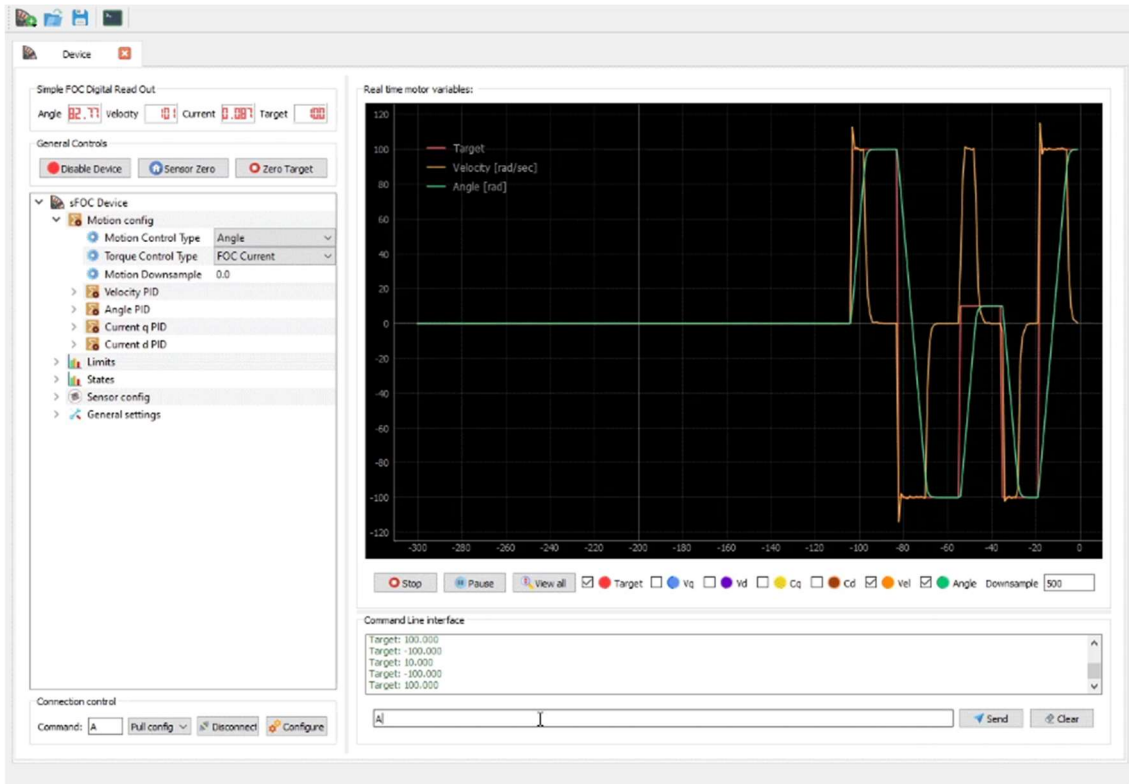 Device
Simple FOC Digital Read Out
Angle 82.77 Velocity 101 Current 0.087 Target 100
General Controls
Disable Device Sensor Zero Zero Target
sFOC Device
Motion config
Motion Control Type Angle
Torque Control Type FOC Current
Motion Downsample 0.0
Velocity PID
Angle PID
Current q PID
Current d PID
Limits
States
Sensor config
General settings
Connection control
Command: A Pull config Disconnect Configure
Real time motor variables:
120
100
80
60
40
20
0
-20
-40
-60
-80
-100
-120
Target
Velocity [rad/sec]
Angle [rad]
-300 -280 -260 -240 -220 -200 -180 -160 -140 -120 -100 -80 -60 -40 -20 0
Stop Pause View all Target Vq Vd Cq Cd Vel Angle Downsample 500
Command Line interface
Target: 100.000
Target: -100.000
Target: 10.000
Target: -100.000
Target: 100.000
A Send Clear